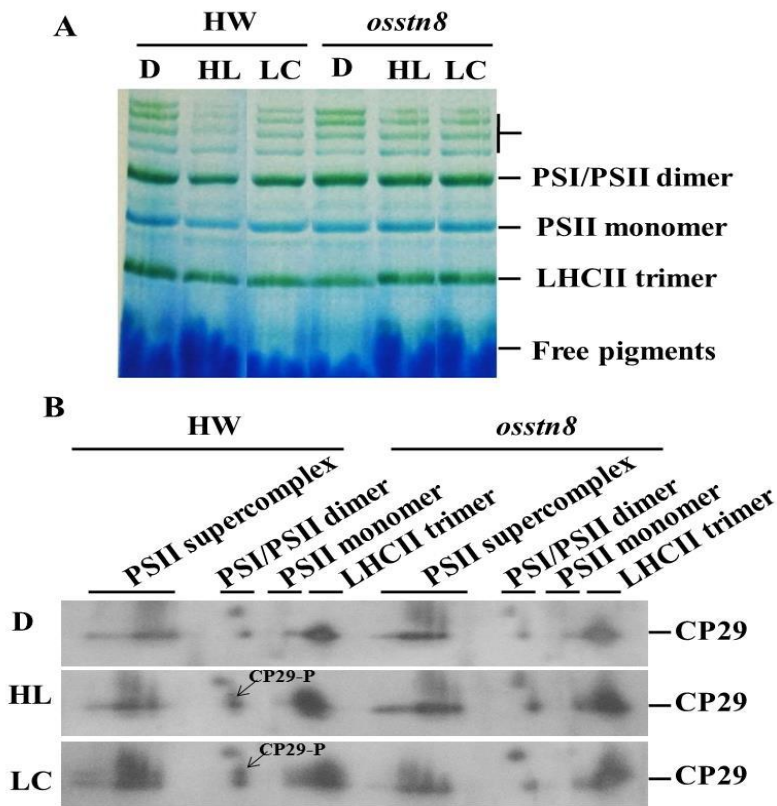 A
HW osstn8
D HL LC D HL LC
PSI/PSII dimer
PSII monomer
LHCII trimer
Free pigments
B
HW osstn8
PSII supercomplex PSI/PSII dimer PSII monomer LHCII trimer PSII supercomplex PSI/PSII dimer PSII monomer LHCII trimer
D CP29
HL CP29-P CP29
LC CP29-P CP29